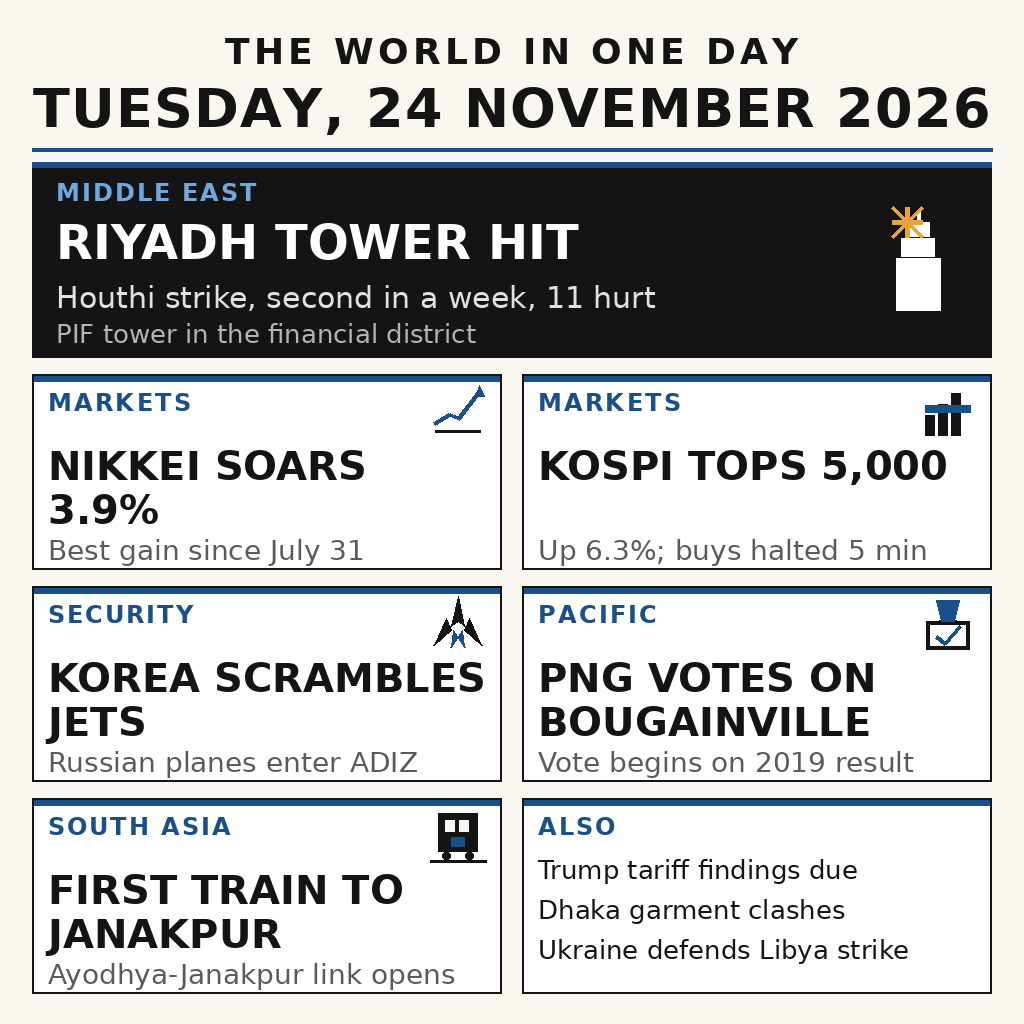 THE WORLD IN ONE DAY
TUESDAY, 24 NOVEMBER 2026
MIDDLE EAST
RIYADH TOWER HIT
Houthi strike, second in a week, 11 hurt
PIF tower in the financial district
MARKETS
NIKKEI SOARS
3.9%
Best gain since July 31
MARKETS
KOSPI TOPS 5,000
Up 6.3%; buys halted 5 min
SECURITY
KOREA SCRAMBLES
JETS
Russian planes enter ADIZ
PACIFIC
PNG VOTES ON
BOUGAINVILLE
Vote begins on 2019 result
SOUTH ASIA
FIRST TRAIN TO
JANAKPUR
Ayodhya-Janakpur link opens
ALSO
Trump tariff findings due
Dhaka garment clashes
Ukraine defends Libya strike